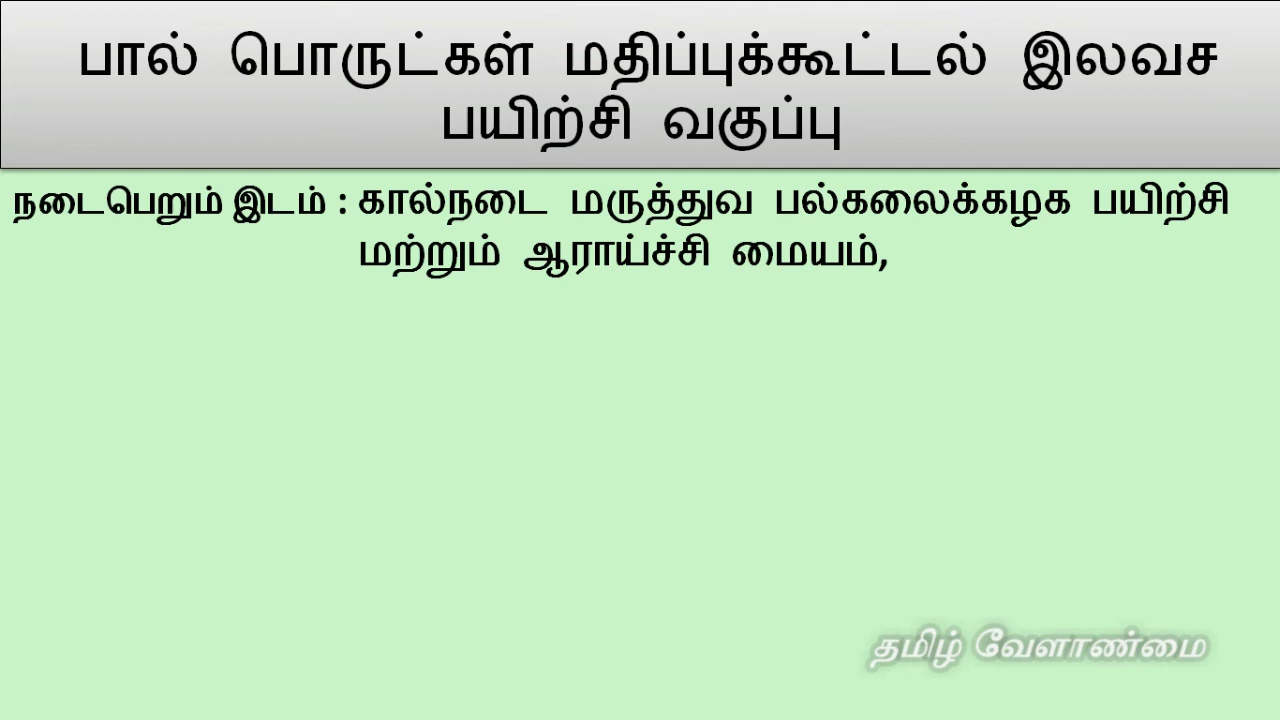 பால் பொருட்கள் மதிப்புக்கூட்டல் இலவச
பயிற்சி வகுப்பு
நடைபெறும் இடம் : கால்நடை மருத்துவ பல்கலைக்கழக பயிற்சி
மற்றும் ஆராய்ச்சி மையம்,
தமிழ் வேளாண்மை